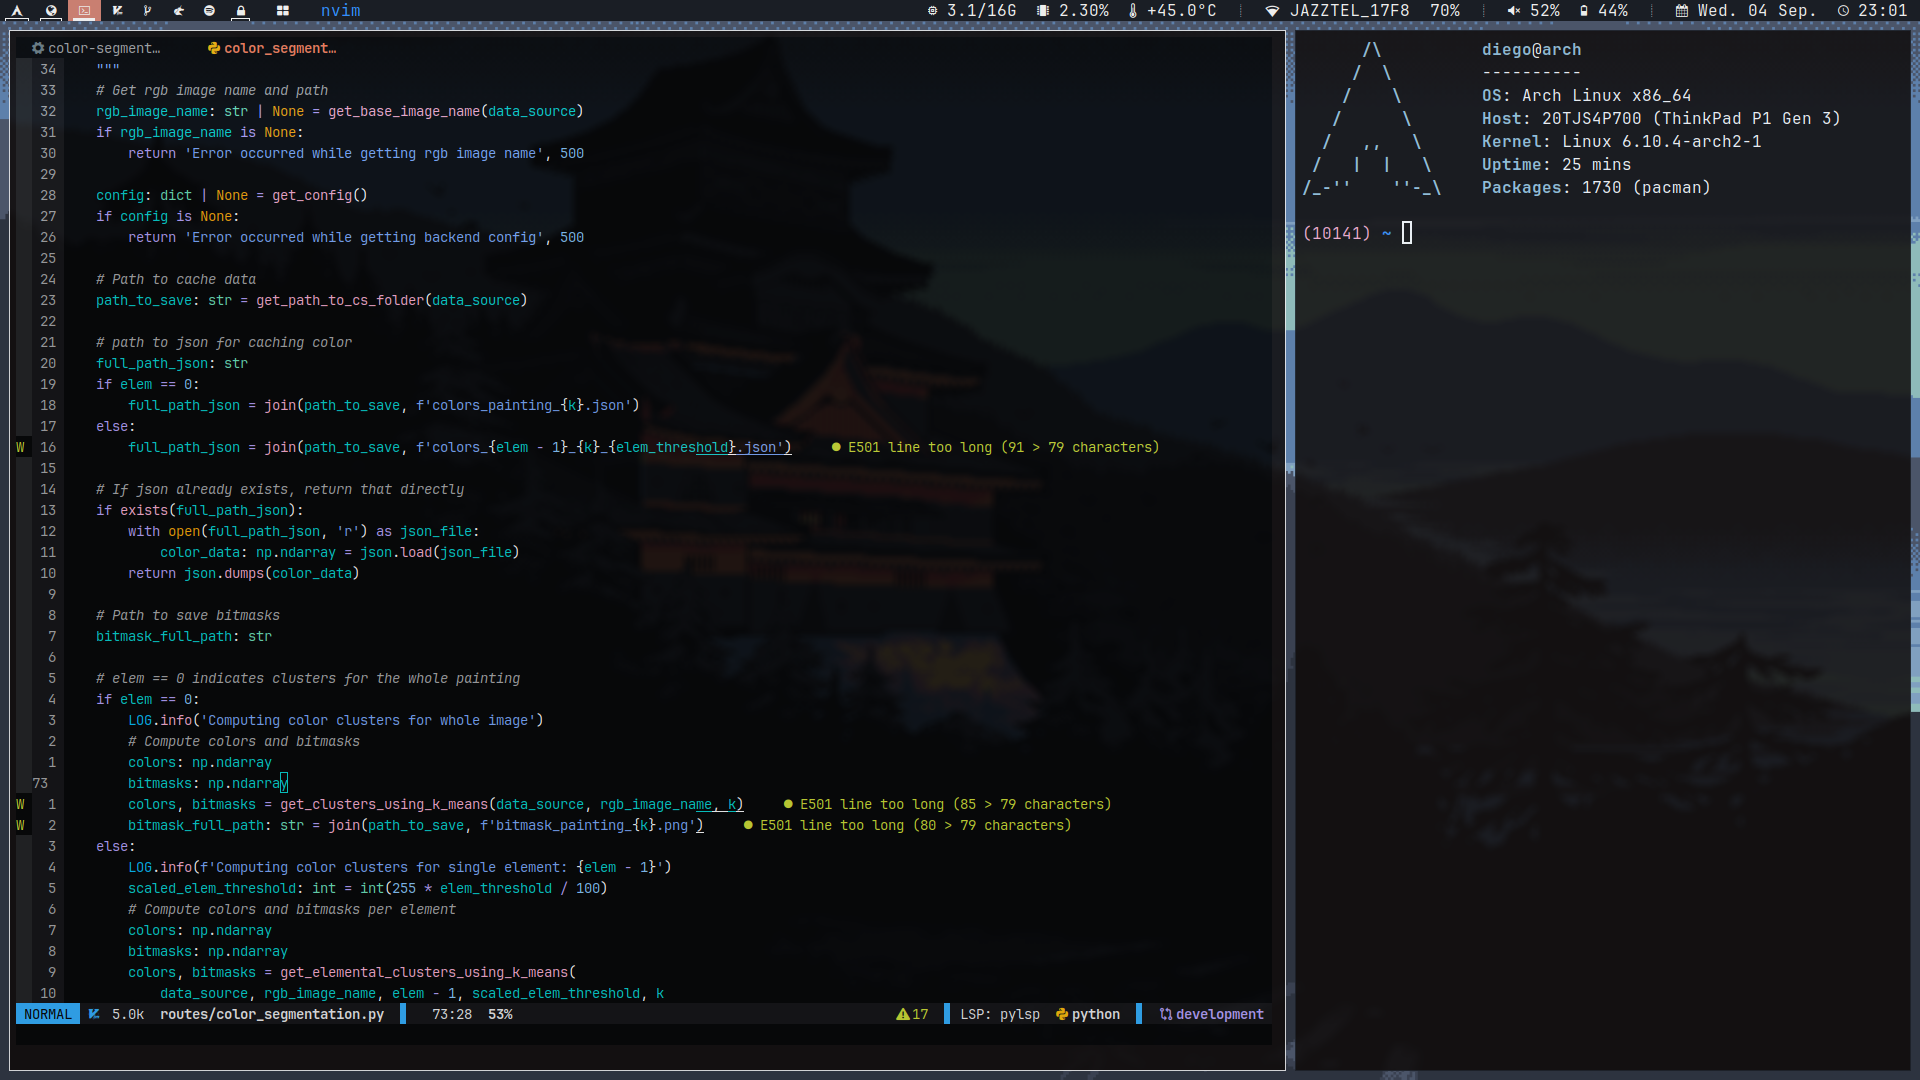 nvim
3.1/16G 2.30% +45.0°C JAZZTEL_17F8 70% 52% 44% Wed. 04 Sep. 23:01
color-segment… color_segment…
34 """
33 # Get rgb image name and path
32 rgb_image_name: str | None = get_base_image_name(data_source)
31 if rgb_image_name is None:
30 return 'Error occurred while getting rgb image name', 500
29
28 config: dict | None = get_config()
27 if config is None:
26 return 'Error occurred while getting backend config', 500
25
24 # Path to cache data
23 path_to_save: str = get_path_to_cs_folder(data_source)
22
21 # path to json for caching color
20 full_path_json: str
19 if elem == 0:
18 full_path_json = join(path_to_save, f'colors_painting_{k}.json')
17 else:
W 16 full_path_json = join(path_to_save, f'colors_{elem - 1}_{k}_{elem_threshold}.json') ● E501 line too long (91 > 79 characters)
15
14 # If json already exists, return that directly
13 if exists(full_path_json):
12 with open(full_path_json, 'r') as json_file:
11 color_data: np.ndarray = json.load(json_file)
10 return json.dumps(color_data)
9
8 # Path to save bitmasks
7 bitmask_full_path: str
6
5 # elem == 0 indicates clusters for the whole painting
4 if elem == 0:
3 LOG.info('Computing color clusters for whole image')
2 # Compute colors and bitmasks
1 colors: np.ndarray
73 bitmasks: np.ndarray
W 1 colors, bitmasks = get_clusters_using_k_means(data_source, rgb_image_name, k) ● E501 line too long (85 > 79 characters)
W 2 bitmask_full_path: str = join(path_to_save, f'bitmask_painting_{k}.png') ● E501 line too long (80 > 79 characters)
3 else:
4 LOG.info(f'Computing color clusters for single element: {elem - 1}')
5 scaled_elem_threshold: int = int(255 * elem_threshold / 100)
6 # Compute colors and bitmasks per element
7 colors: np.ndarray
8 bitmasks: np.ndarray
9 colors, bitmasks = get_elemental_clusters_using_k_means(
10 data_source, rgb_image_name, elem - 1, scaled_elem_threshold, k
NORMAL 5.0k routes/color_segmentation.py 73:28 53% 17 LSP: pylsp python development
/\ diego@arch
/ \ ----------
/ \ OS: Arch Linux x86_64
/ \ Host: 20TJS4P700 (ThinkPad P1 Gen 3)
/ ,, \ Kernel: Linux 6.10.4-arch2-1
/ | | \ Uptime: 25 mins
/_-'' ''-_\ Packages: 1730 (pacman)
(10141) ~